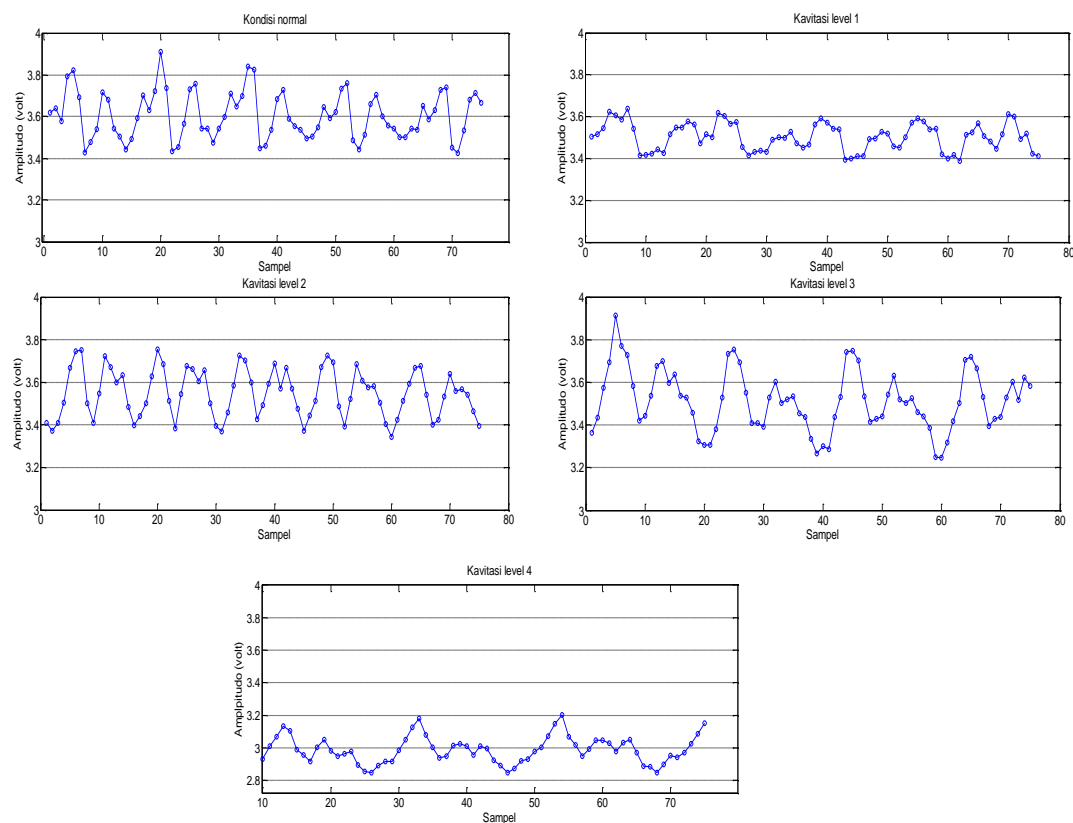 Kondisi normal
Amplitudo (volt)
4
3.8
3.6
3.4
3.2
3
0 10 20 30 40 50 60 70
Sampel
Kavitasi level 1
Amplitudo (volt)
4
3.8
3.6
3.4
3.2
3
0 10 20 30 40 50 60 70 80
Sampel
Kavitasi level 2
Amplitudo (volt)
4
3.8
3.6
3.4
3.2
3
0 10 20 30 40 50 60 70 80
Sampel
Kavitasi level 3
Amplitudo (volt)
4
3.8
3.6
3.4
3.2
3
0 10 20 30 40 50 60 70 80
Sampel
Kavitasi level 4
Amplpitudo (volt)
4
3.8
3.6
3.4
3.2
3
2.8
10 20 30 40 50 60 70
Sampel